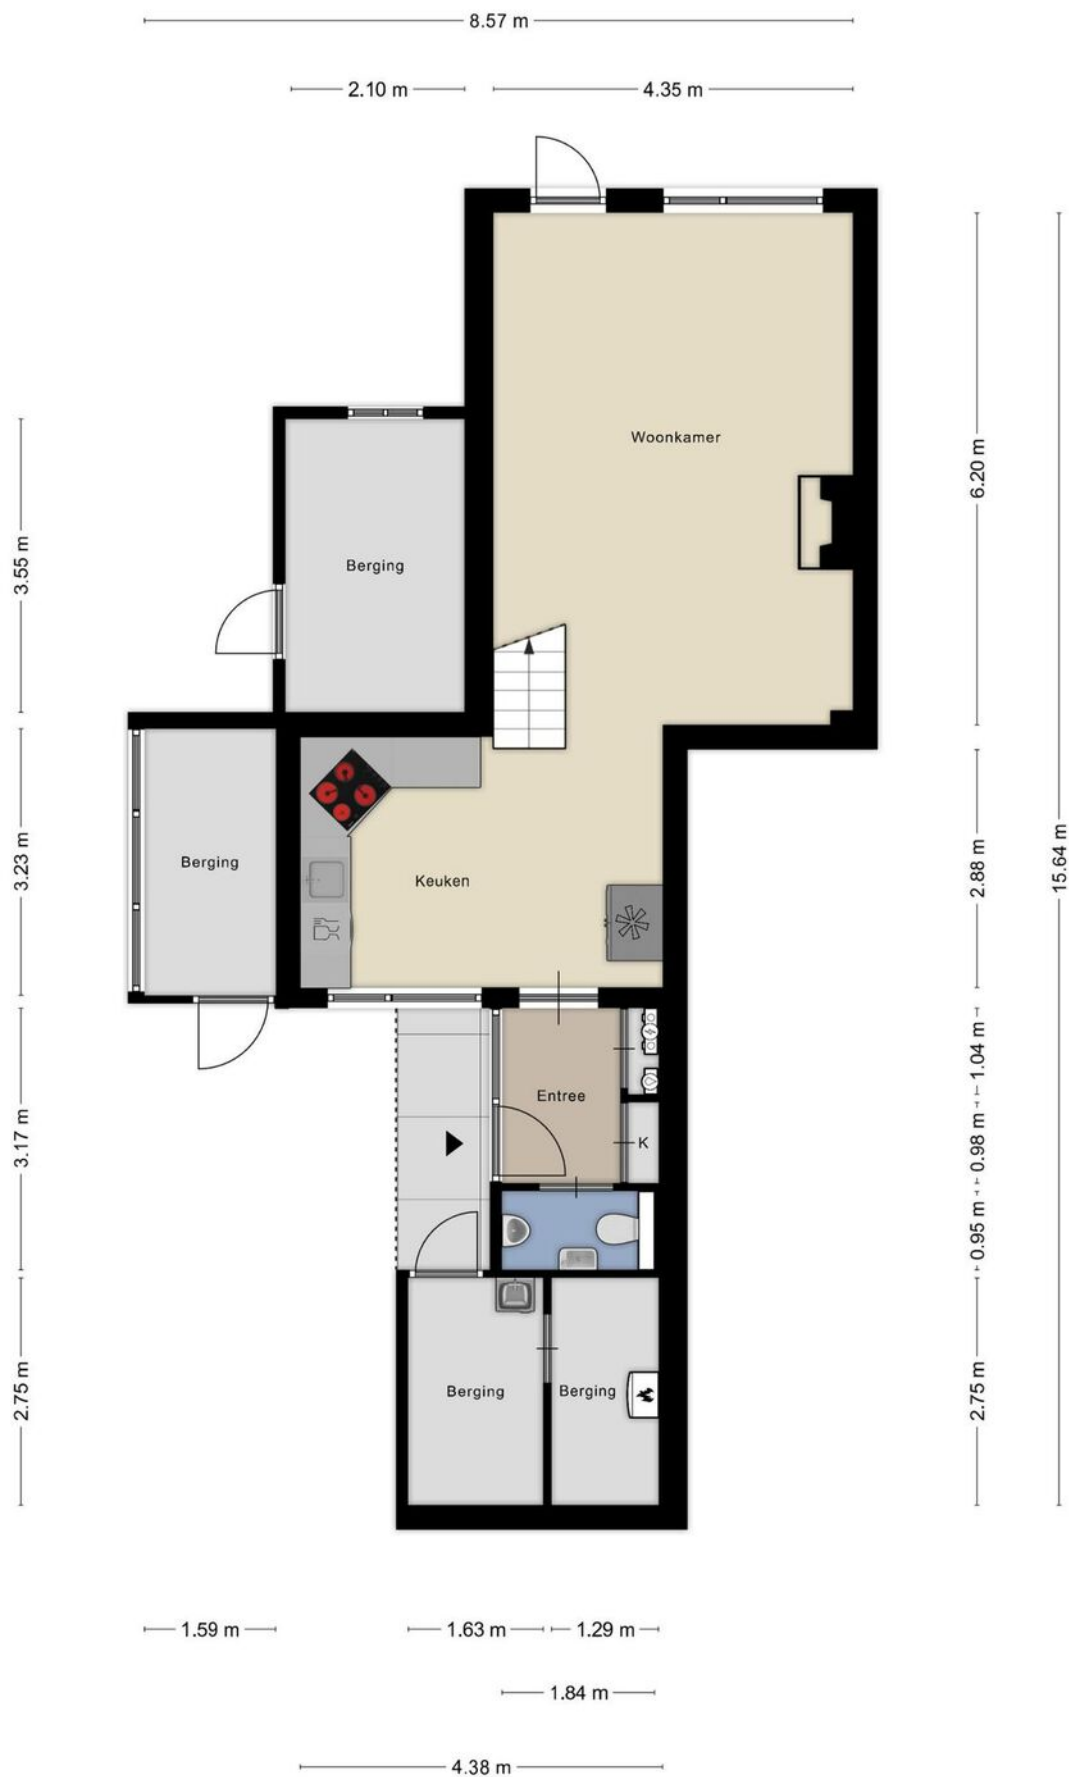 8.57 m
2.10 m
4.35 m
Woonkamer
6.20 m
3.55 m
Berging
3.23 m
Berging
Keuken
2.88 m
15.64 m
3.17 m
Entree
1.04 m
K
0.98 m
0.95 m
2.75 m
Berging
Berging
2.75 m
1.59 m
1.63 m
1.29 m
1.84 m
4.38 m